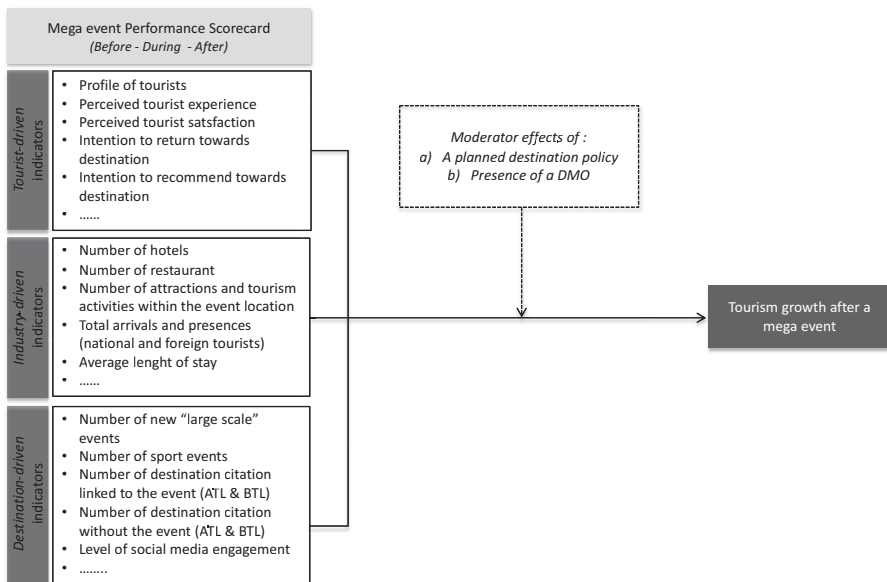 Mega event Performance Scorecard
(Before - During - After)
Tourist-driven
indicators
• Profile of tourists
• Perceived tourist experience
• Perceived tourist satsfaction
• Intention to return towards
destination
• Intention to recommend towards
destination
• ......
Industry-driven
indicators
• Number of hotels
• Number of restaurant
• Number of attractions and tourism
activities within the event location
• Total arrivals and presences
(national and foreign tourists)
• Average lenght of stay
• ......
Destination-driven
indicators
• Number of new “large scale”
events
• Number of sport events
• Number of destination citation
linked to the event (ATL & BTL)
• Number of destination citation
without the event (ATL & BTL)
• Level of social media engagement
• ........
Moderator effects of :
a) A planned destination policy
b) Presence of a DMO
Tourism growth after a
mega event